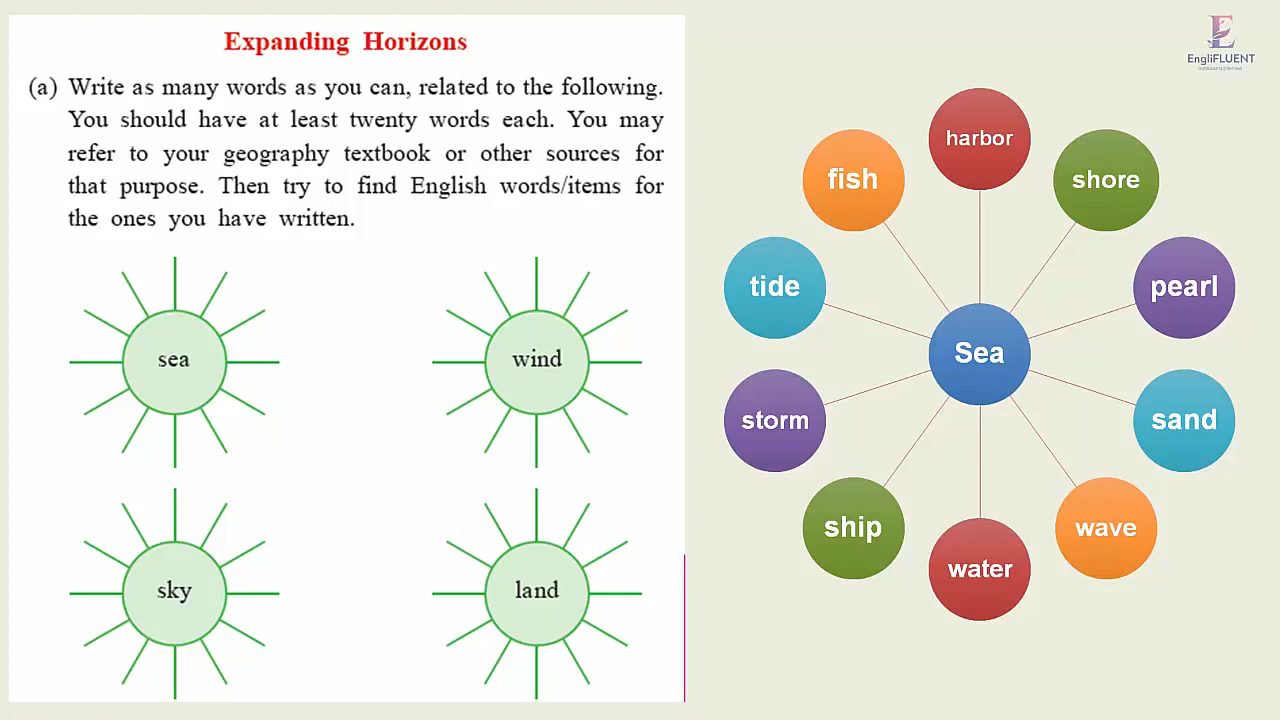 Expanding Horizons
(a) Write as many words as you can, related to the following.
You should have at least twenty words each. You may
refer to your geography textbook or other sources for
that purpose. Then try to find English words/items for
the ones you have written.
sea
wind
sky
land
EngliFLUENT
harbor
fish
shore
tide
pearl
Sea
storm
sand
ship
wave
water